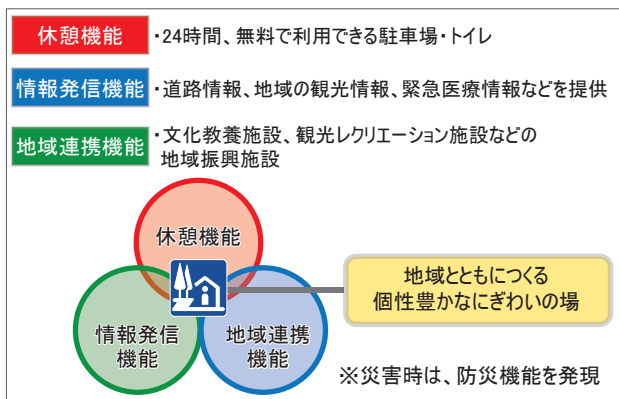 休憩機能 ・24時間、無料で利用できる駐車場・トイレ
情報発信機能 ・道路情報、地域の観光情報、緊急医療情報などを提供
地域連携機能 ・文化教養施設、観光レクリエーション施設などの
地域振興施設
休憩機能
地域とともにつくる
個性豊かなにぎわいの場
情報発信
機能
地域連携
機能
※災害時は、防災機能を発現